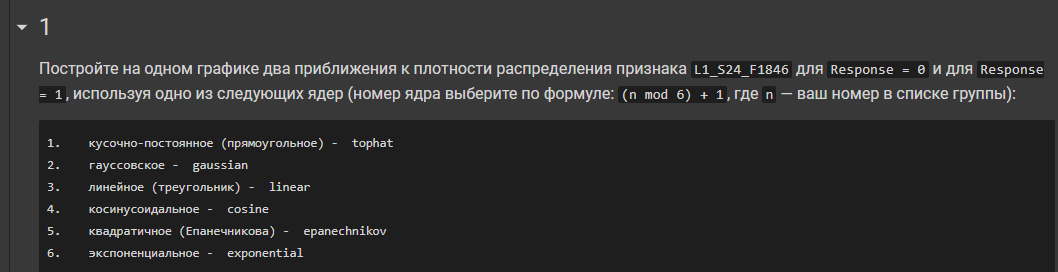 1
Постройте на одном графике два приближения к плотности распределения признака L1_S24_F1846 для Response = 0 и для Response
= 1, используя одно из следующих ядер (номер ядра выберите по формуле: (n mod 6) + 1, где n — ваш номер в списке группы):
1. кусочно-постоянное (прямоугольное) - tophat
2. гауссовское - gaussian
3. линейное (треугольник) - linear
4. косинусоидальное - cosine
5. квадратичное (Епанечникова) - epanechnikov
6. экспоненциальное - exponential